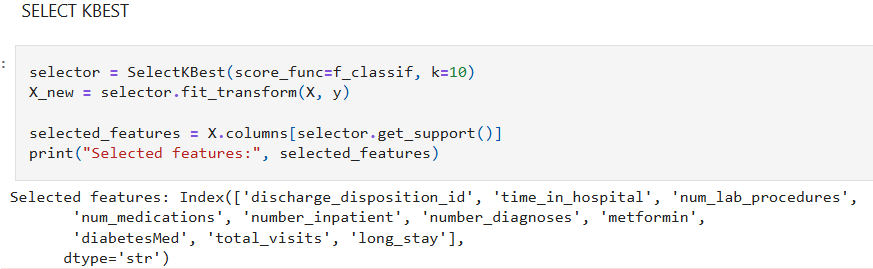 SELECT KBEST
:
selector = SelectKBest(score_func=f_classif, k=10)
X_new = selector.fit_transform(X, y)
selected_features = X.columns[selector.get_support()]
print("Selected features:", selected_features)
Selected features: Index(['discharge_disposition_id', 'time_in_hospital', 'num_lab_procedures',
'num_medications', 'number_inpatient', 'number_diagnoses', 'metformin',
'diabetesMed', 'total_visits', 'long_stay'],
dtype='str')